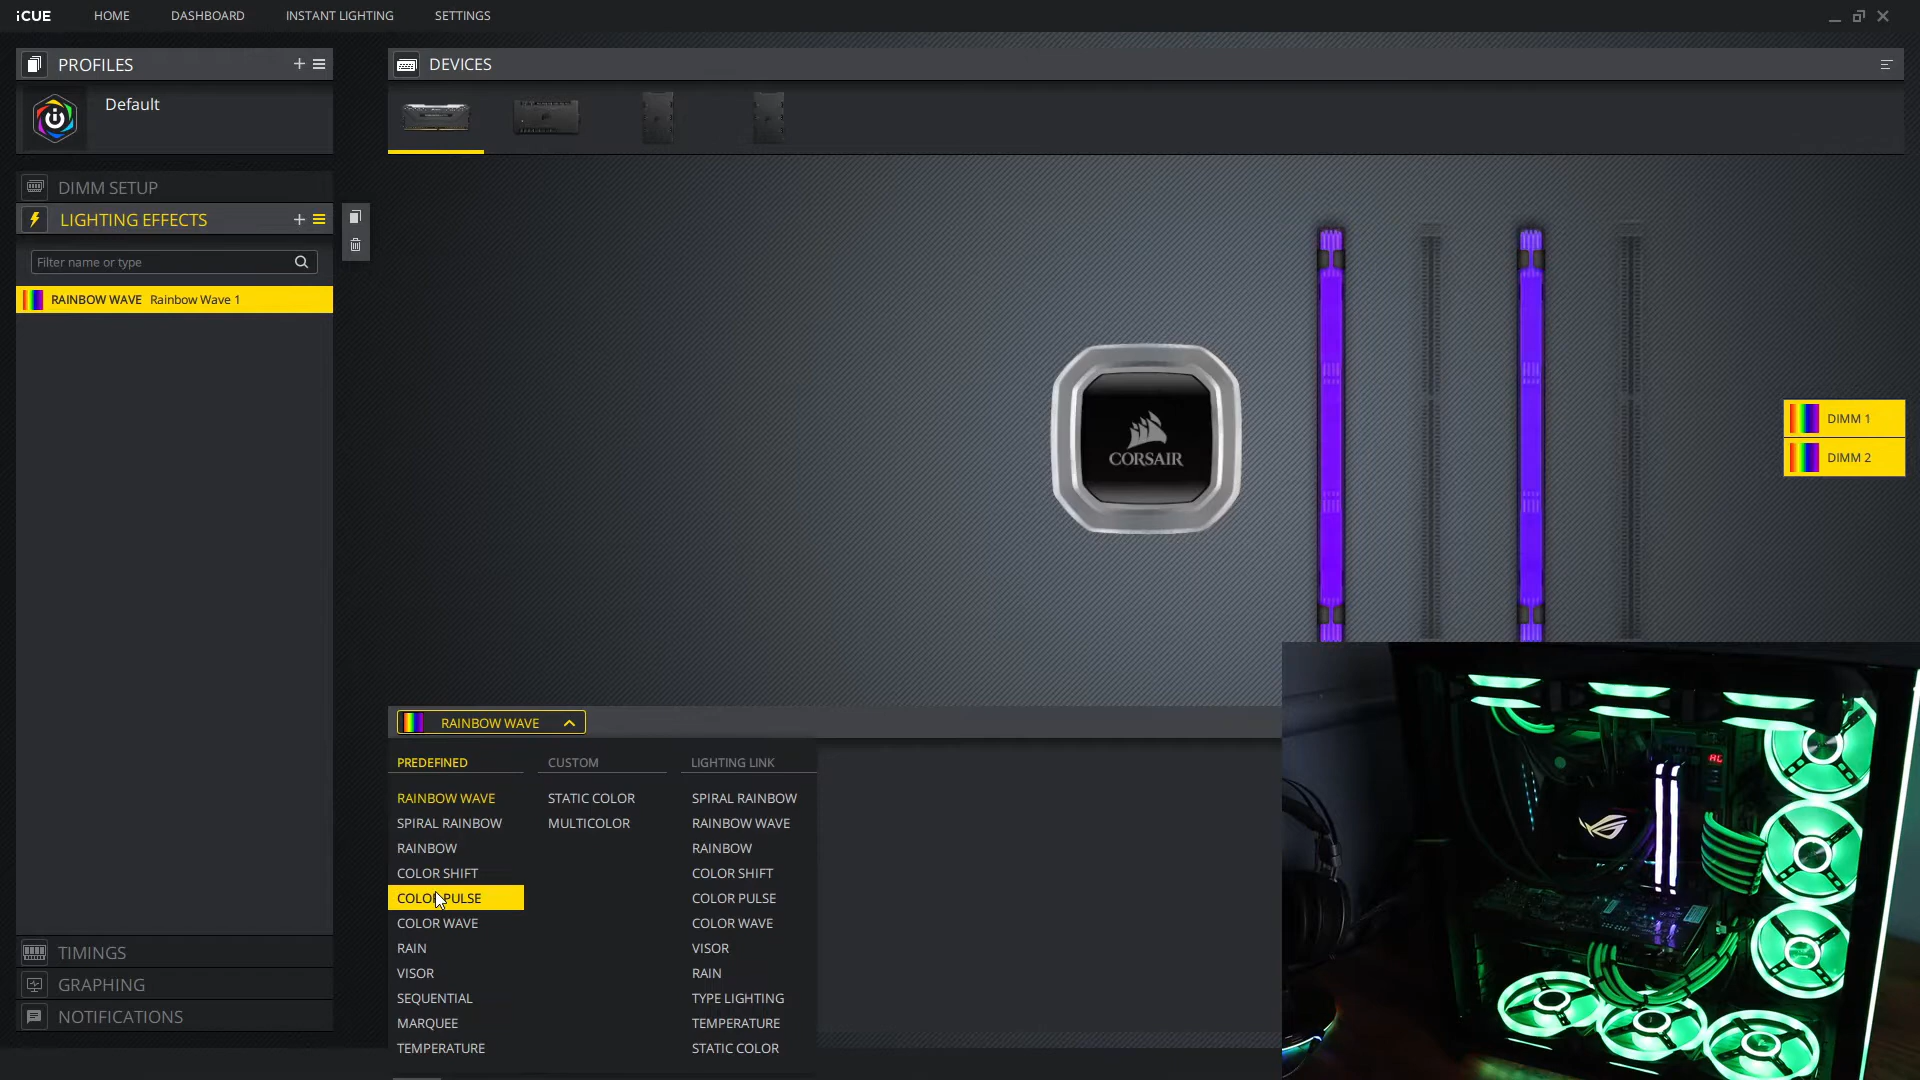 iCUE HOME DASHBOARD INSTANT LIGHTING SETTINGS
PROFILES
Default
DIMM SETUP
LIGHTING EFFECTS
Filter name or type
RAINBOW WAVE Rainbow Wave 1
TIMINGS
GRAPHING
NOTIFICATIONS
DEVICES
CORSAIR
DIMM 1
DIMM 2
RAINBOW WAVE
PREDEFINED CUSTOM LIGHTING LINK
RAINBOW WAVE STATIC COLOR SPIRAL RAINBOW
SPIRAL RAINBOW MULTICOLOR RAINBOW WAVE
RAINBOW RAINBOW
COLOR SHIFT COLOR SHIFT
COLOR PULSE COLOR PULSE
COLOR WAVE COLOR WAVE
RAIN VISOR
VISOR RAIN
SEQUENTIAL TYPE LIGHTING
MARQUEE TEMPERATURE
TEMPERATURE STATIC COLOR